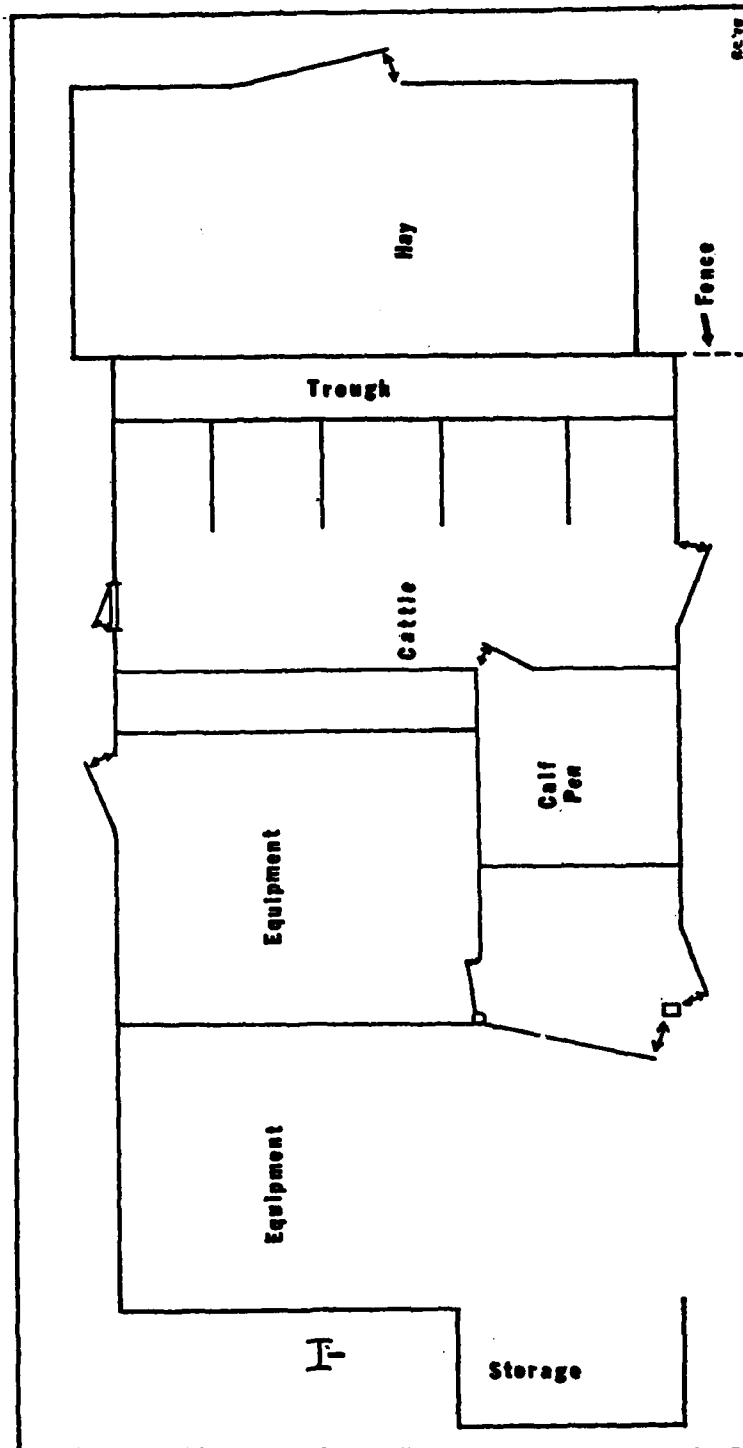 Hay
Fence
Trough
Cattle
Calf
Pen
Equipment
Equipment
Storage
I-